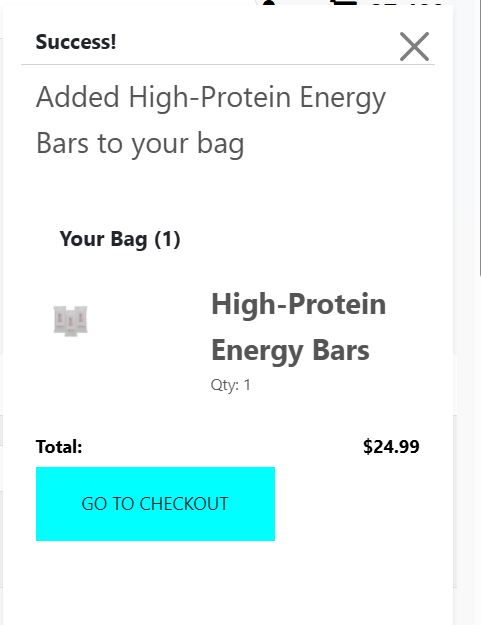 Success!
Added High-Protein Energy
Bars to your bag
Your Bag (1)
High-Protein
Energy Bars
Qty: 1
Total: $24.99
GO TO CHECKOUT